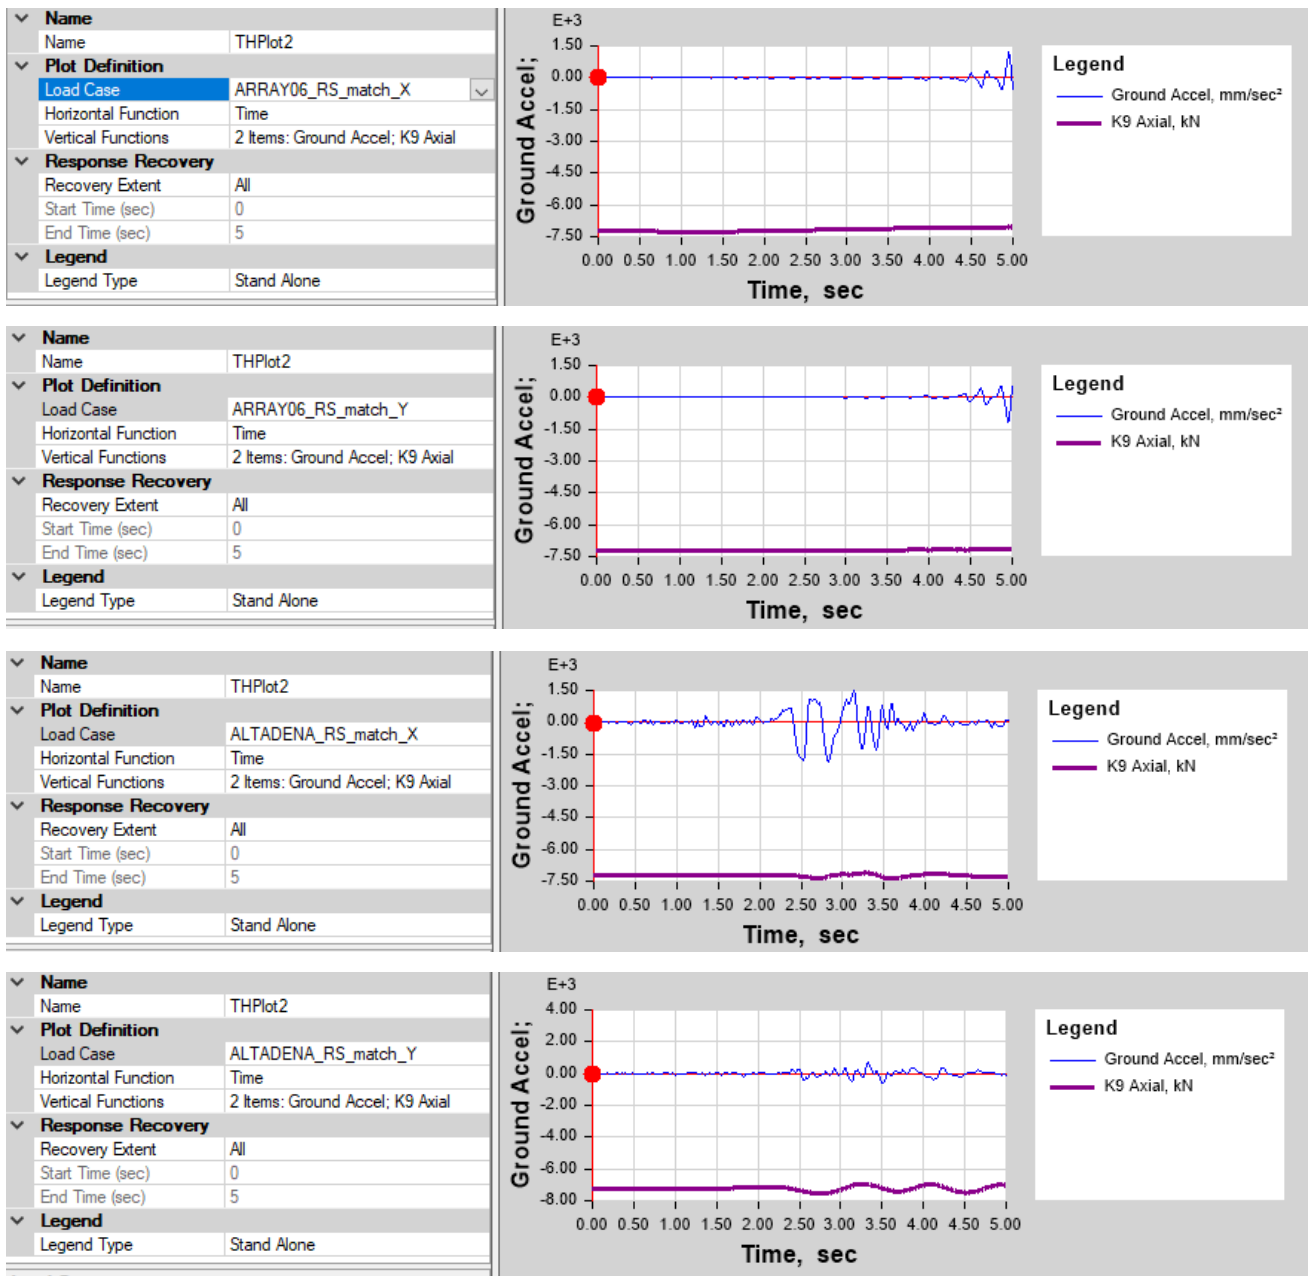 Name
Name THPlot2
Plot Definition
Load Case ARRAY06_RS_match_X
Horizontal Function Time
Vertical Functions 2 Items: Ground Accel; K9 Axial
Response Recovery
Recovery Extent All
Start Time (sec) 0
End Time (sec) 5
Legend
Legend Type Stand Alone
E+3
1.50
0.00
-1.50
-3.00
-4.50
-6.00
-7.50
Ground Accel;
0.00 0.50 1.00 1.50 2.00 2.50 3.00 3.50 4.00 4.50 5.00
Time, sec
Legend
Ground Accel, mm/sec²
K9 Axial, kN
Name
Name THPlot2
Plot Definition
Load Case ARRAY06_RS_match_Y
Horizontal Function Time
Vertical Functions 2 Items: Ground Accel; K9 Axial
Response Recovery
Recovery Extent All
Start Time (sec) 0
End Time (sec) 5
Legend
Legend Type Stand Alone
E+3
1.50
0.00
-1.50
-3.00
-4.50
-6.00
-7.50
Ground Accel;
0.00 0.50 1.00 1.50 2.00 2.50 3.00 3.50 4.00 4.50 5.00
Time, sec
Legend
Ground Accel, mm/sec²
K9 Axial, kN
Name
Name THPlot2
Plot Definition
Load Case ALTADENA_RS_match_X
Horizontal Function Time
Vertical Functions 2 Items: Ground Accel; K9 Axial
Response Recovery
Recovery Extent All
Start Time (sec) 0
End Time (sec) 5
Legend
Legend Type Stand Alone
E+3
1.50
0.00
-1.50
-3.00
-4.50
-6.00
-7.50
Ground Accel;
0.00 0.50 1.00 1.50 2.00 2.50 3.00 3.50 4.00 4.50 5.00
Time, sec
Legend
Ground Accel, mm/sec²
K9 Axial, kN
Name
Name THPlot2
Plot Definition
Load Case ALTADENA_RS_match_Y
Horizontal Function Time
Vertical Functions 2 Items: Ground Accel; K9 Axial
Response Recovery
Recovery Extent All
Start Time (sec) 0
End Time (sec) 5
Legend
Legend Type Stand Alone
E+3
4.00
2.00
0.00
-2.00
-4.00
-6.00
-8.00
Ground Accel;
0.00 0.50 1.00 1.50 2.00 2.50 3.00 3.50 4.00 4.50 5.00
Time, sec
Legend
Ground Accel, mm/sec²
K9 Axial, kN